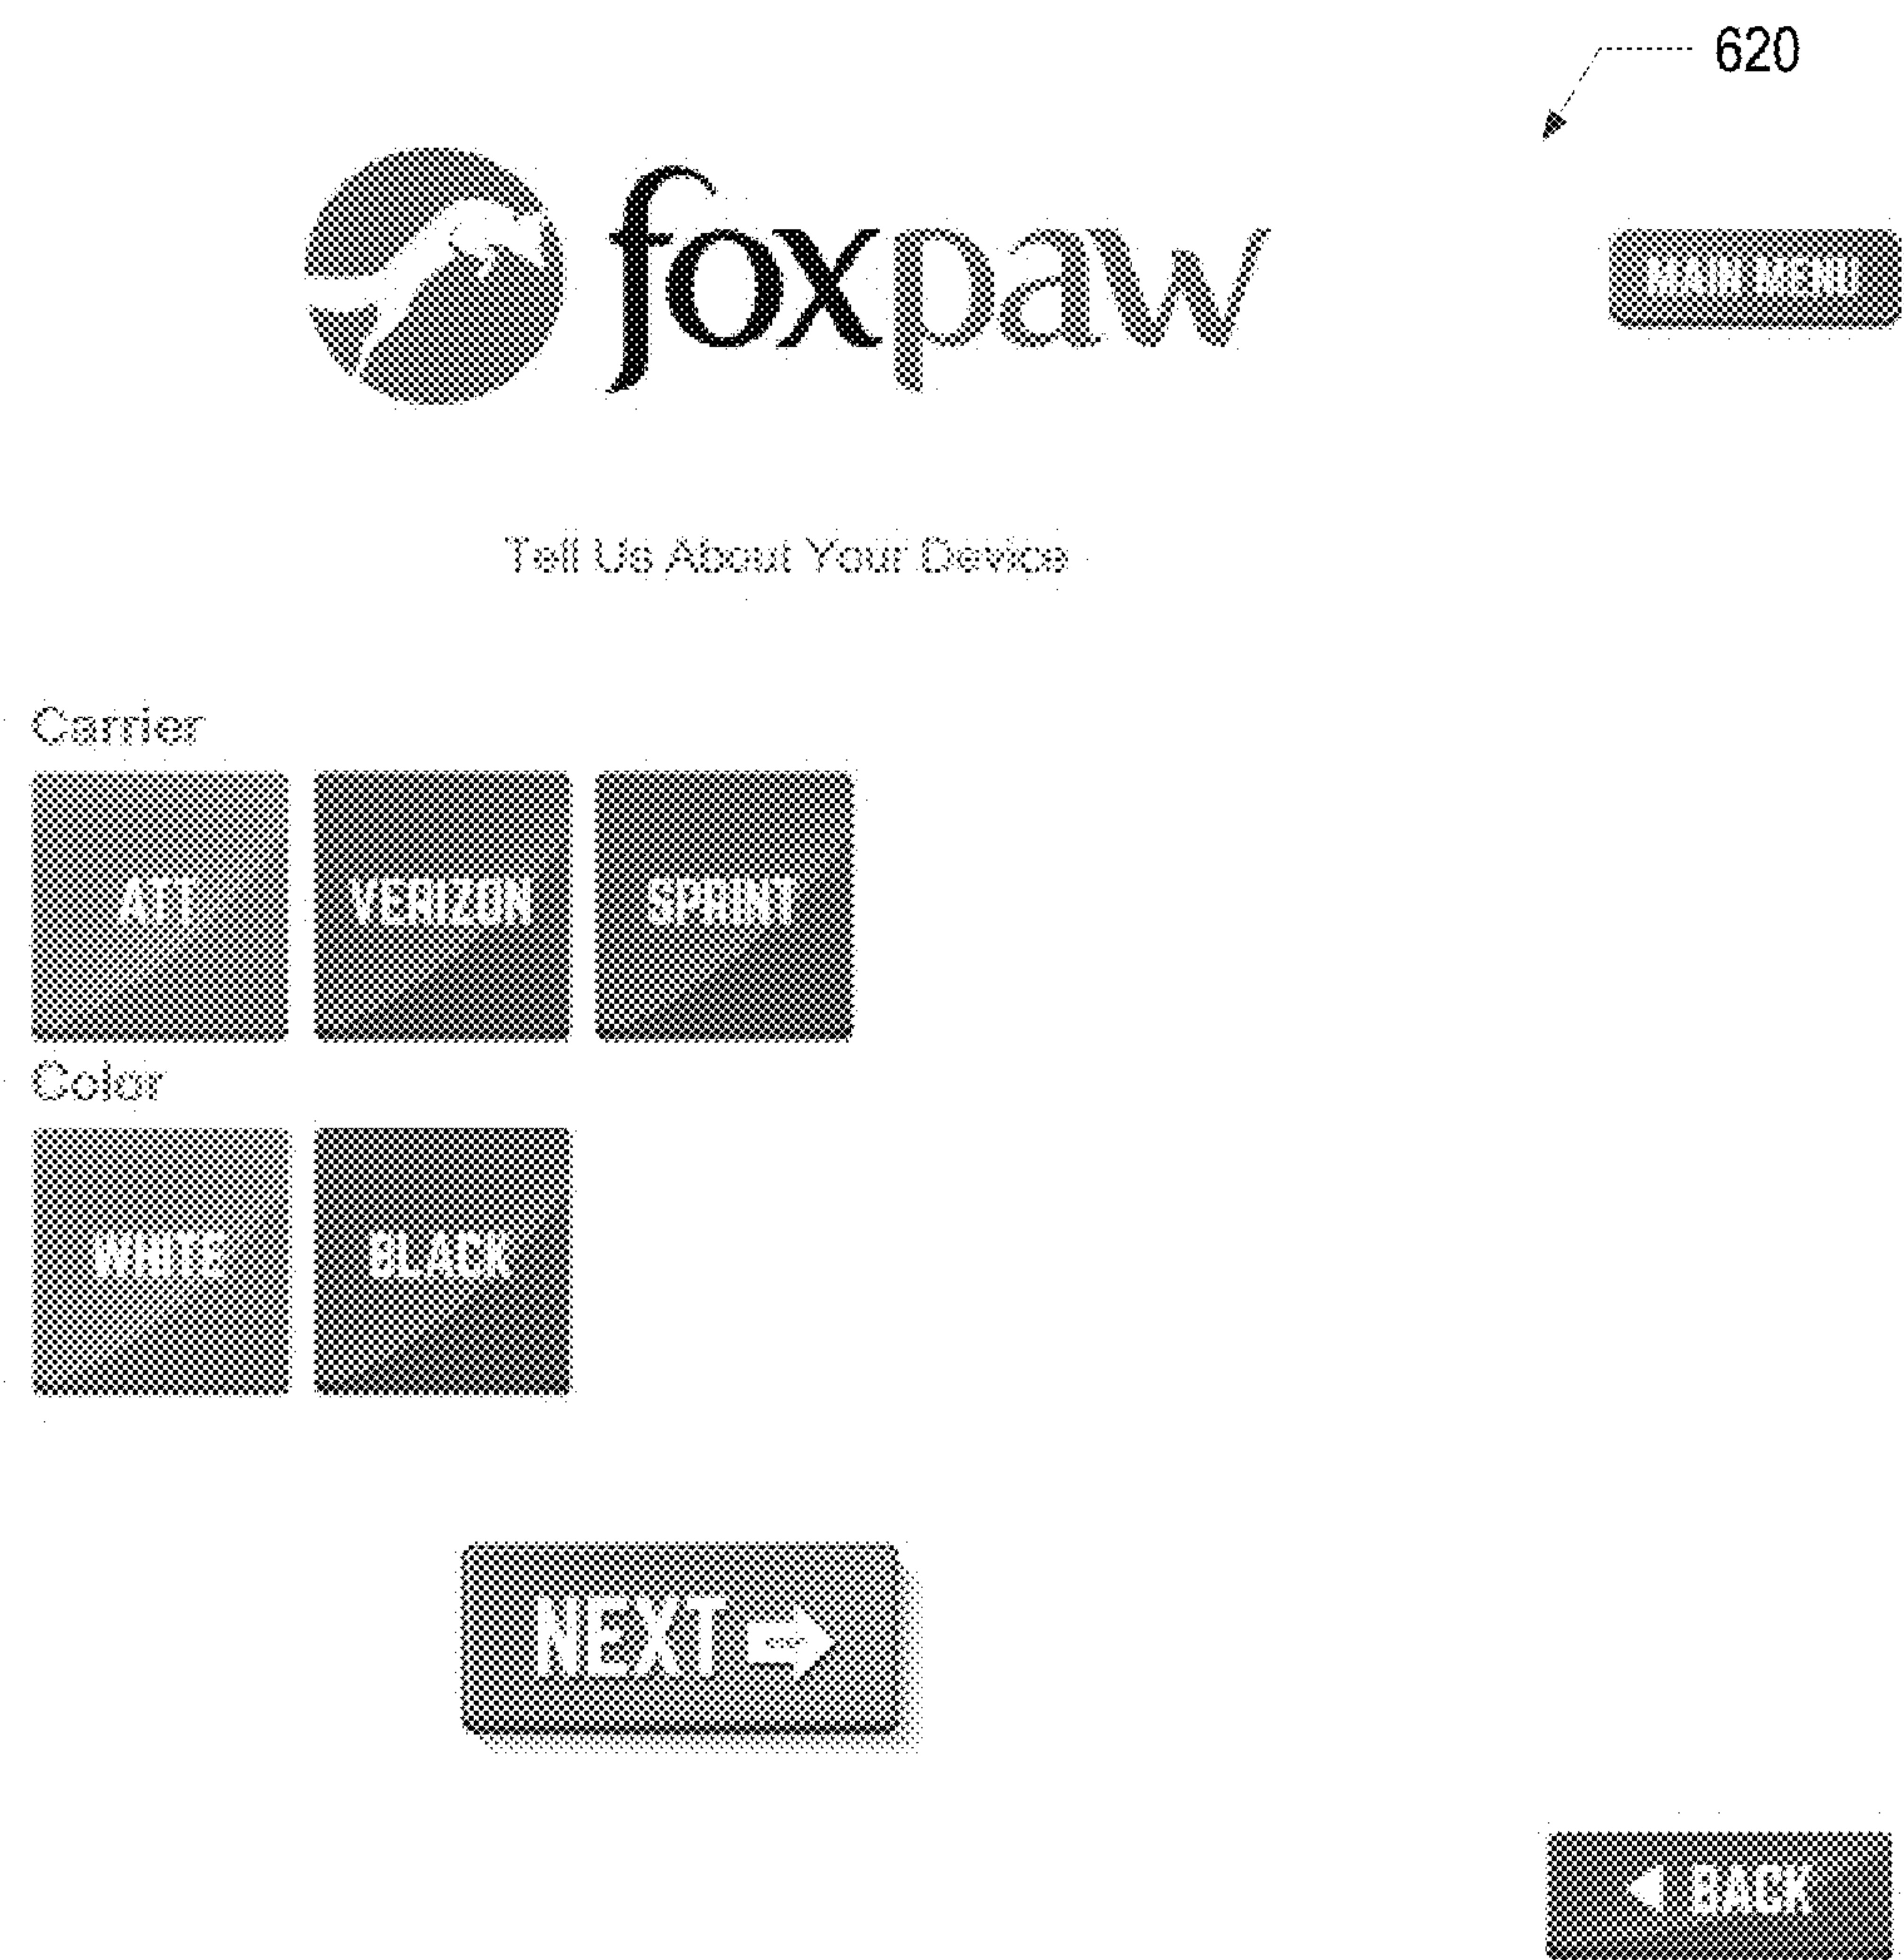 620
foxpaw
MAIN MENU
Tell Us About Your Device
Carrier
ATT VERIZON SPRINT
Color
WHITE BLACK
NEXT
BACK